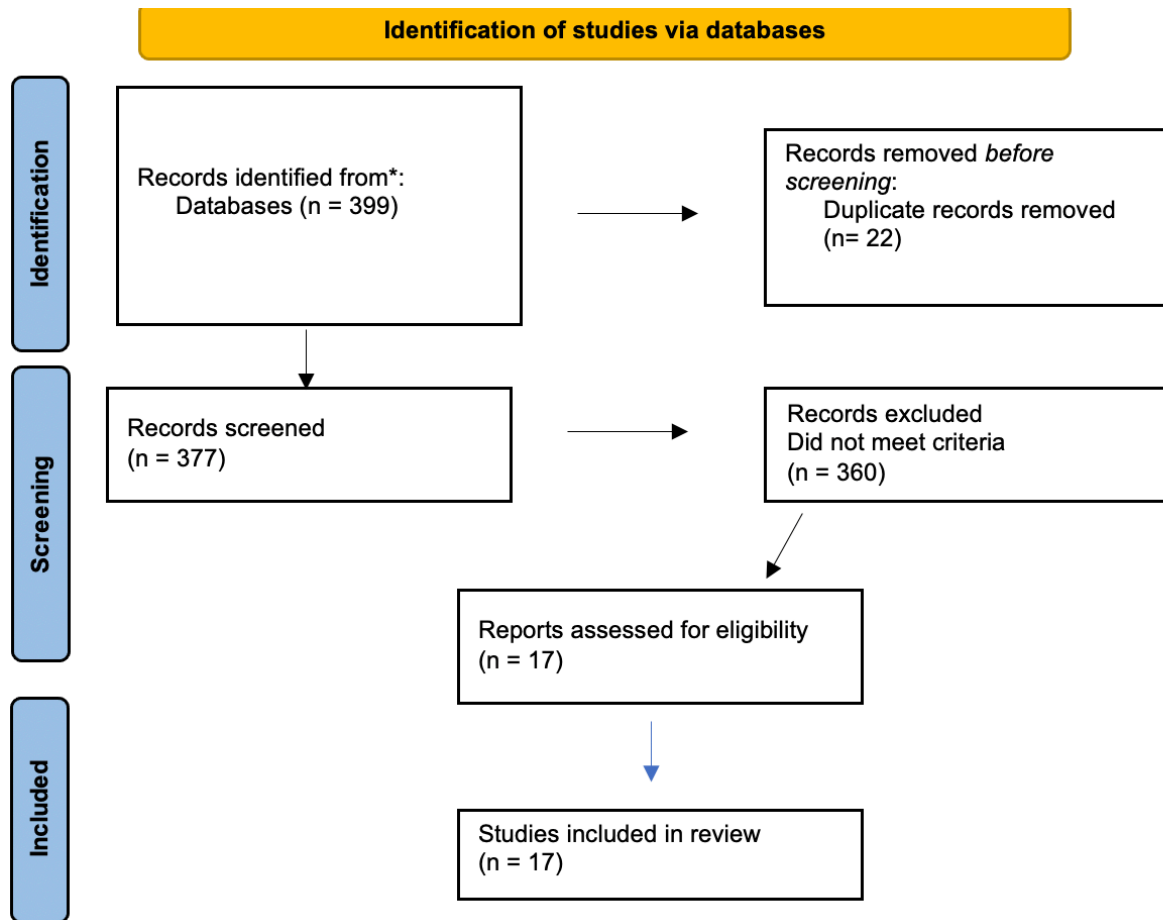 Identification of studies via databases
Identification
Records identified from*:
Databases (n = 399)
Records removed before
screening:
Duplicate records removed
(n= 22)
Screening
Records screened
(n = 377)
Records excluded
Did not meet criteria
(n = 360)
Reports assessed for eligibility
(n = 17)
Included
Studies included in review
(n = 17)